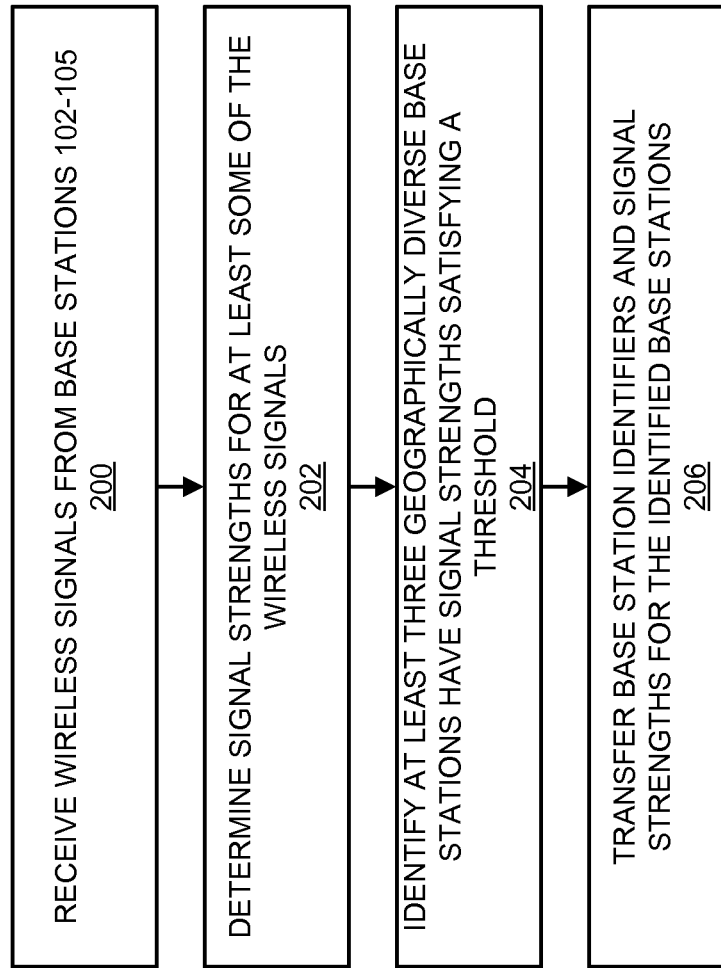 RECEIVE WIRELESS SIGNALS FROM BASE STATIONS 102-105
200
DETERMINE SIGNAL STRENGTHS FOR AT LEAST SOME OF THE
WIRELESS SIGNALS
202
IDENTIFY AT LEAST THREE GEOGRAPHICALLY DIVERSE BASE
STATIONS HAVE SIGNAL STRENGTHS SATISFYING A
THRESHOLD
204
TRANSFER BASE STATION IDENTIFIERS AND SIGNAL
STRENGTHS FOR THE IDENTIFIED BASE STATIONS
206